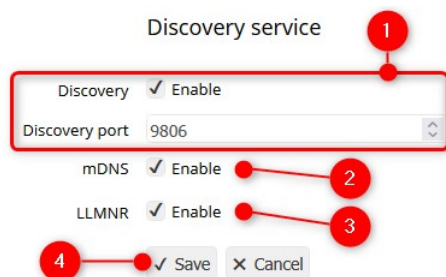 Discovery service
1
Discovery ✓ Enable
Discovery port 9806
mDNS ✓ Enable
2
LLMNR ✓ Enable
3
4
✓ Save × Cancel